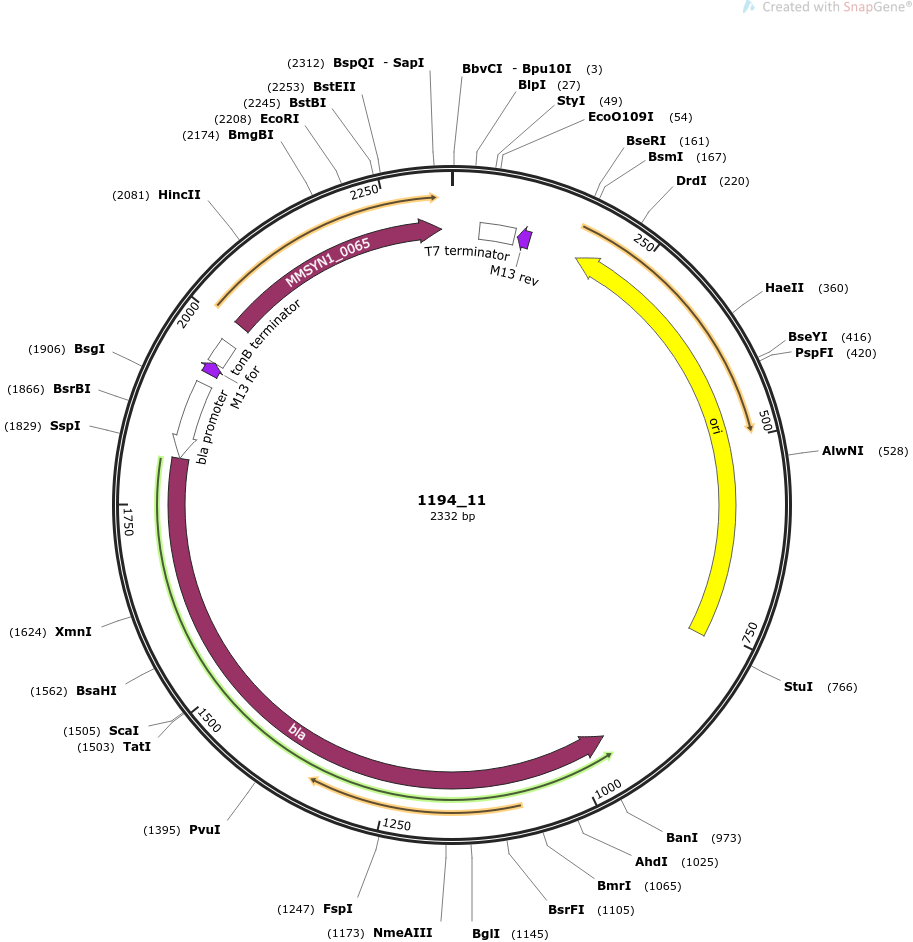 Created with SnapGene®
(2312) BspQI - SapI
BbvCI - Bpu10I (3)
(2253) BstEII
BlpI (27)
(2245) BstBI
StyI (49)
(2208) EcoRI
EcoO109I (54)
(2174) BmgBI
BseRI (161)
BsmI (167)
DrdI (220)
(2081) HincII
2250
250
MMSYN1_0065
T7 terminator
M13 rev
HaeII (360)
2000
tonB terminator
BseYI (416)
(1906) BsgI
PspFI (420)
M13 for
(1866) BsrBI
bla promoter
500
ori
(1829) SspI
AlwNI (528)
1194_11
2332 bp
1750
(1624) XmnI
750
StuI (766)
(1562) BsaHI
1500
(1505) ScaI
bla
(1503) TatI
1000
(1395) PvuI
1250
BanI (973)
AhdI (1025)
BmrI (1065)
(1247) FspI
BsrFI (1105)
(1173) NmeAIII
BglI (1145)